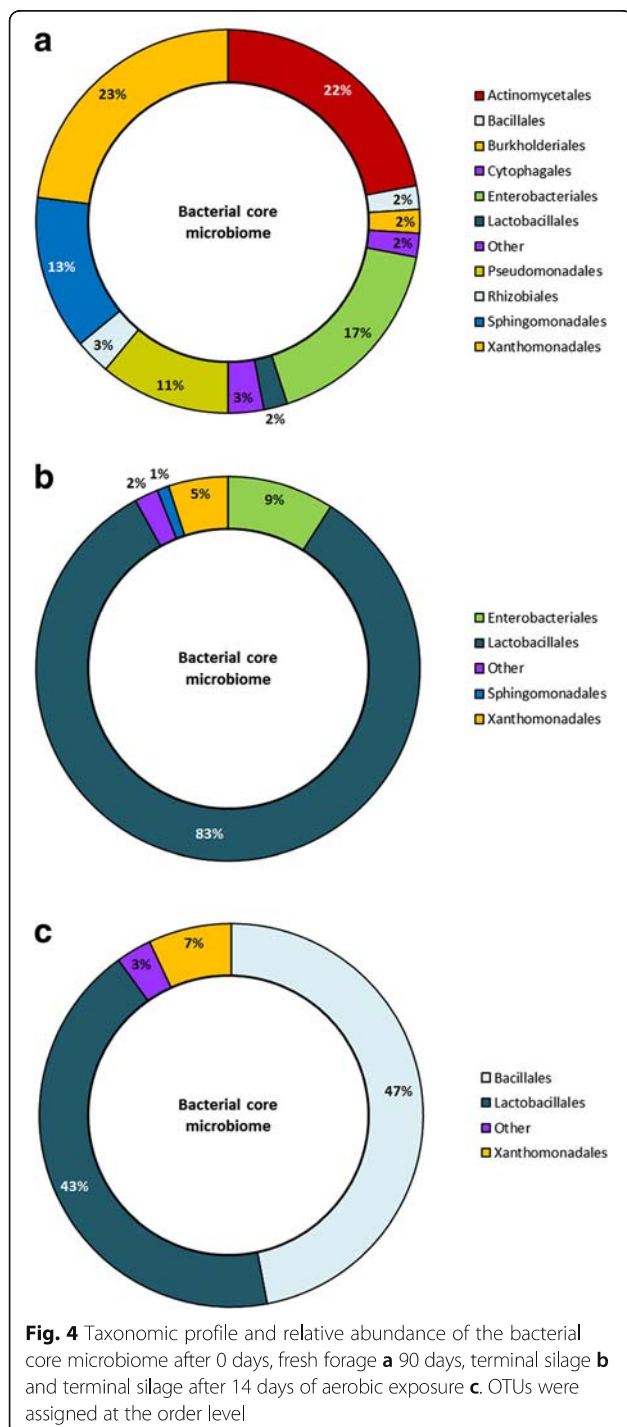 a
23%
22%
2%
2%
2%
17%
2%
3%
11%
3%
13%
Bacterial core
microbiome
Actinomycetales
Bacillales
Burkholderiales
Cytophagales
Enterobacteriales
Lactobacillales
Other
Pseudomonadales
Rhizobiales
Sphingomonadales
Xanthomonadales
b
2%
1%
5%
9%
83%
Bacterial core
microbiome
Enterobacteriales
Lactobacillales
Other
Sphingomonadales
Xanthomonadales
c
3%
7%
47%
43%
Bacterial core
microbiome
Bacillales
Lactobacillales
Other
Xanthomonadales
Fig. 4 Taxonomic profile and relative abundance of the bacterial
core microbiome after 0 days, fresh forage a 90 days, terminal silage b
and terminal silage after 14 days of aerobic exposure c. OTUs were
assigned at the order level